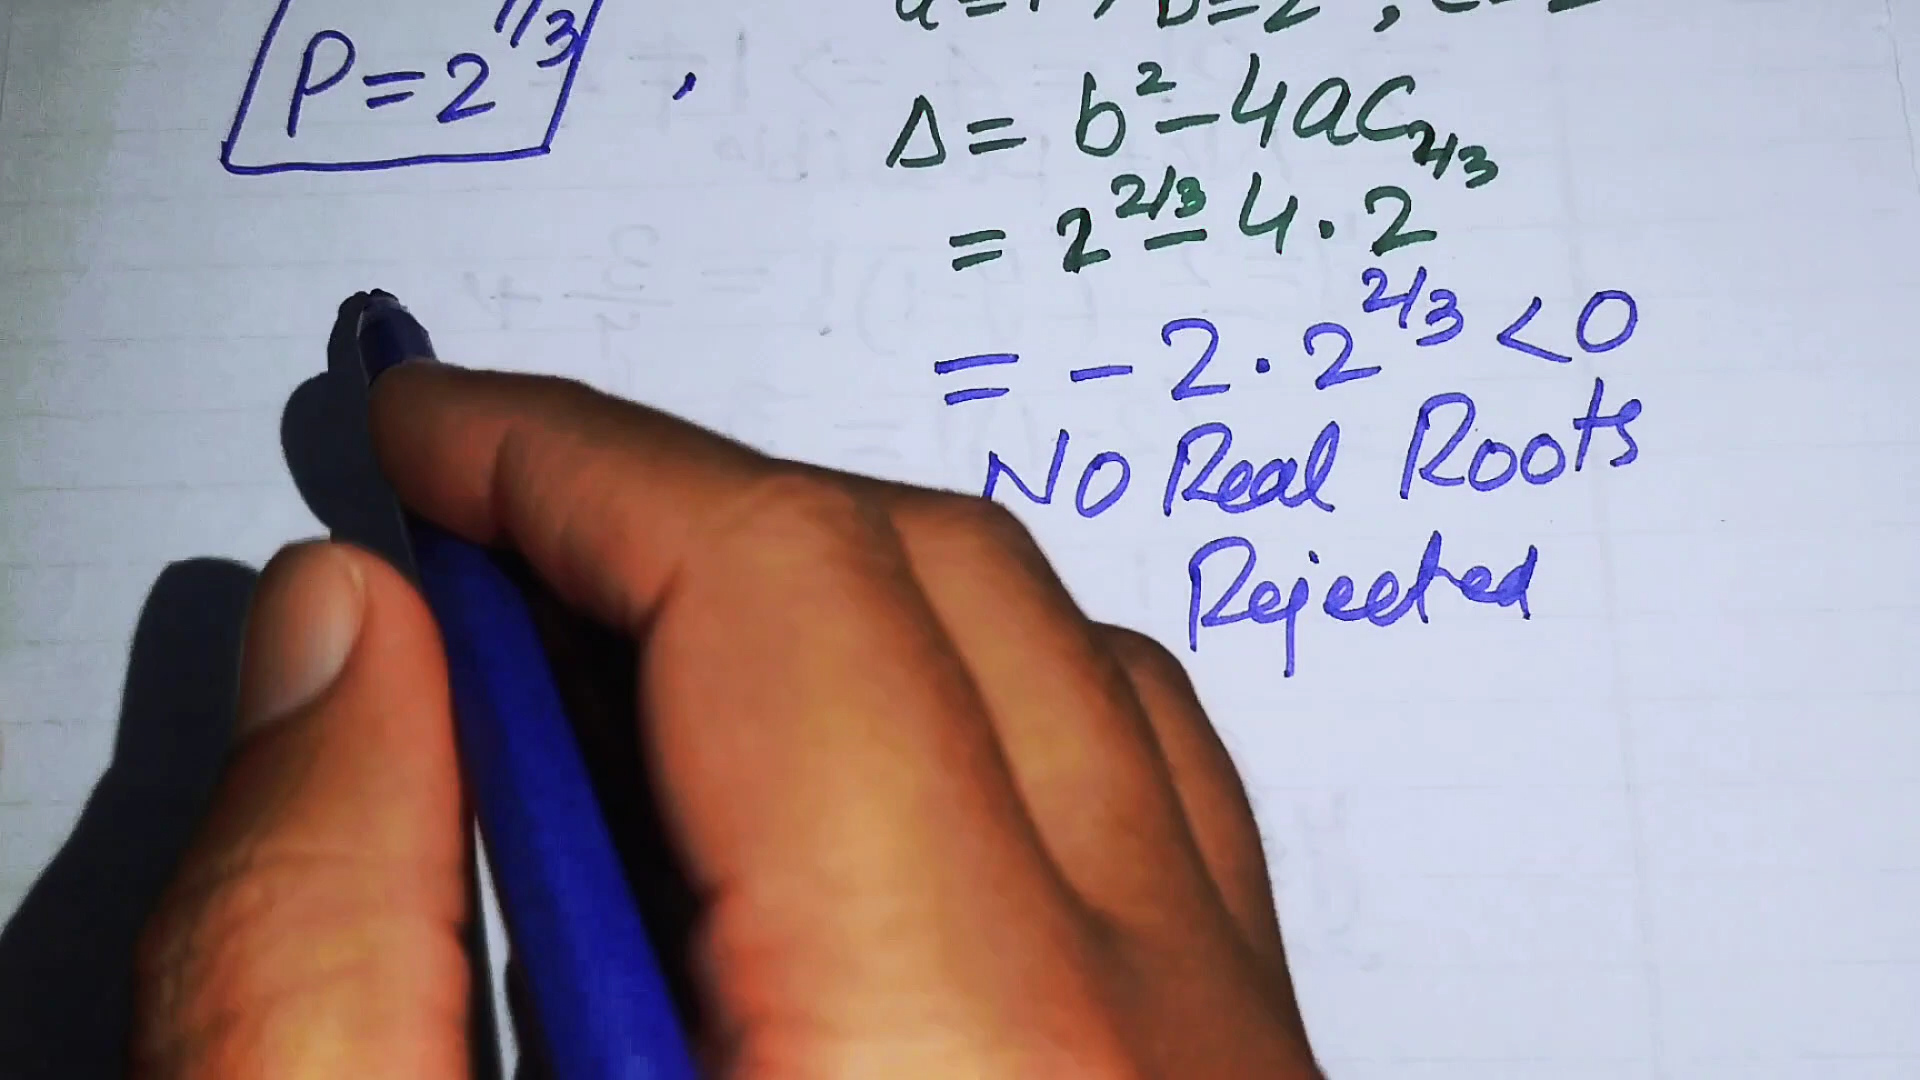 P=2^1/3 ,
Δ= b²-4ac
= 2^2/3 - 4 · 2^2/3
= -2 · 2^2/3 <0
No Real Roots
Rejected